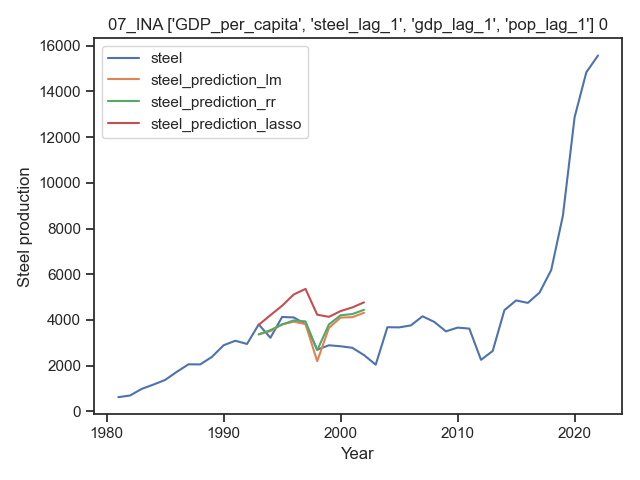 07_INA ['GDP_per_capita', 'steel_lag_1', 'gdp_lag_1', 'pop_lag_1'] 0
steel
steel_prediction_lm
steel_prediction_rr
steel_prediction_lasso
16000
14000
12000
10000
8000
6000
4000
2000
0
Steel production
1980
1990
2000
2010
2020
Year